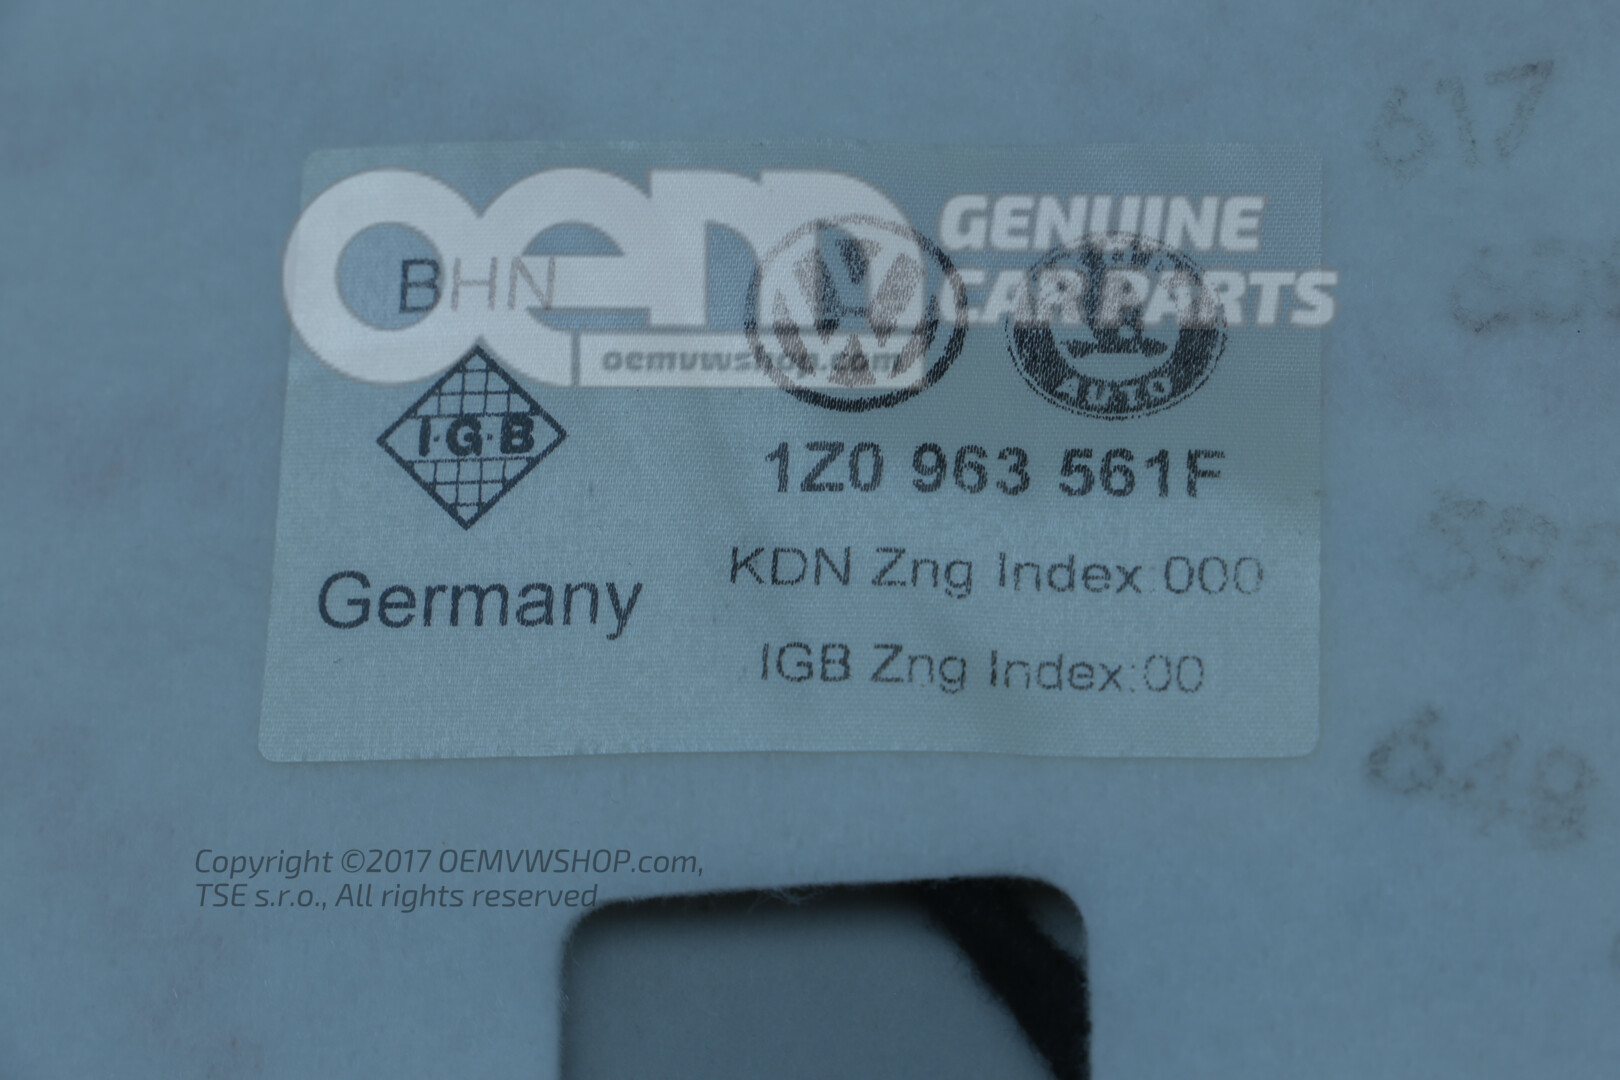 617
oem GENUINE
CAR PARTS
oemvwshop.com
BHN
AUTO
I·G·B
1Z0 963 561F
KDN Zng Index:000
Germany
IGB Zng Index:00
Copyright ©2017 OEMVWSHOP.com,
TSE s.r.o., All rights reserved